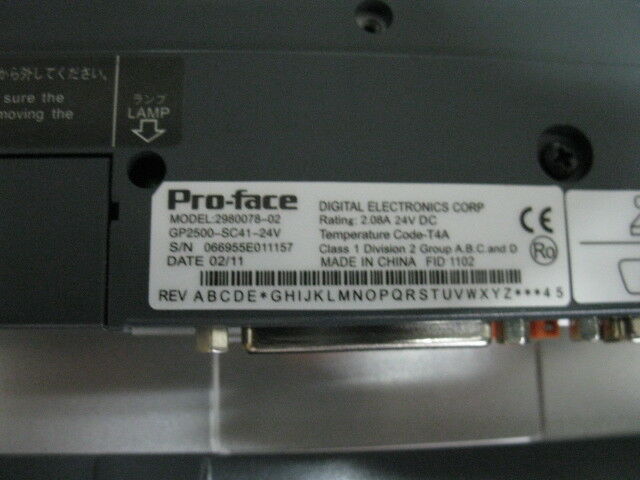 から外してください。
sure the
moving the
ランプ
LAMP
Pro-face
MODEL:2980078-02
GP2500-SC41-24V
S/N 066955E011157
DATE 02/11
DIGITAL ELECTRONICS CORP
Rating: 2.08A 24V DC
Temperature Code-T4A
Class 1 Division 2 Group A.B.C.and D
MADE IN CHINA FID 1102
CE
Ro
REV ABCDE*GHIJKLMNOPQRSTUVWXYZ***45